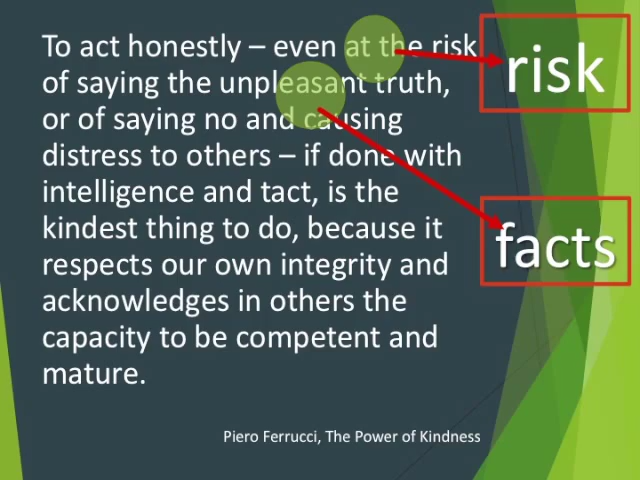 To act honestly – even at the risk
of saying the unpleasant truth,
or of saying no and causing
distress to others – if done with
intelligence and tact, is the
kindest thing to do, because it
respects our own integrity and
acknowledges in others the
capacity to be competent and
mature.
Piero Ferrucci, The Power of Kindness
risk
facts